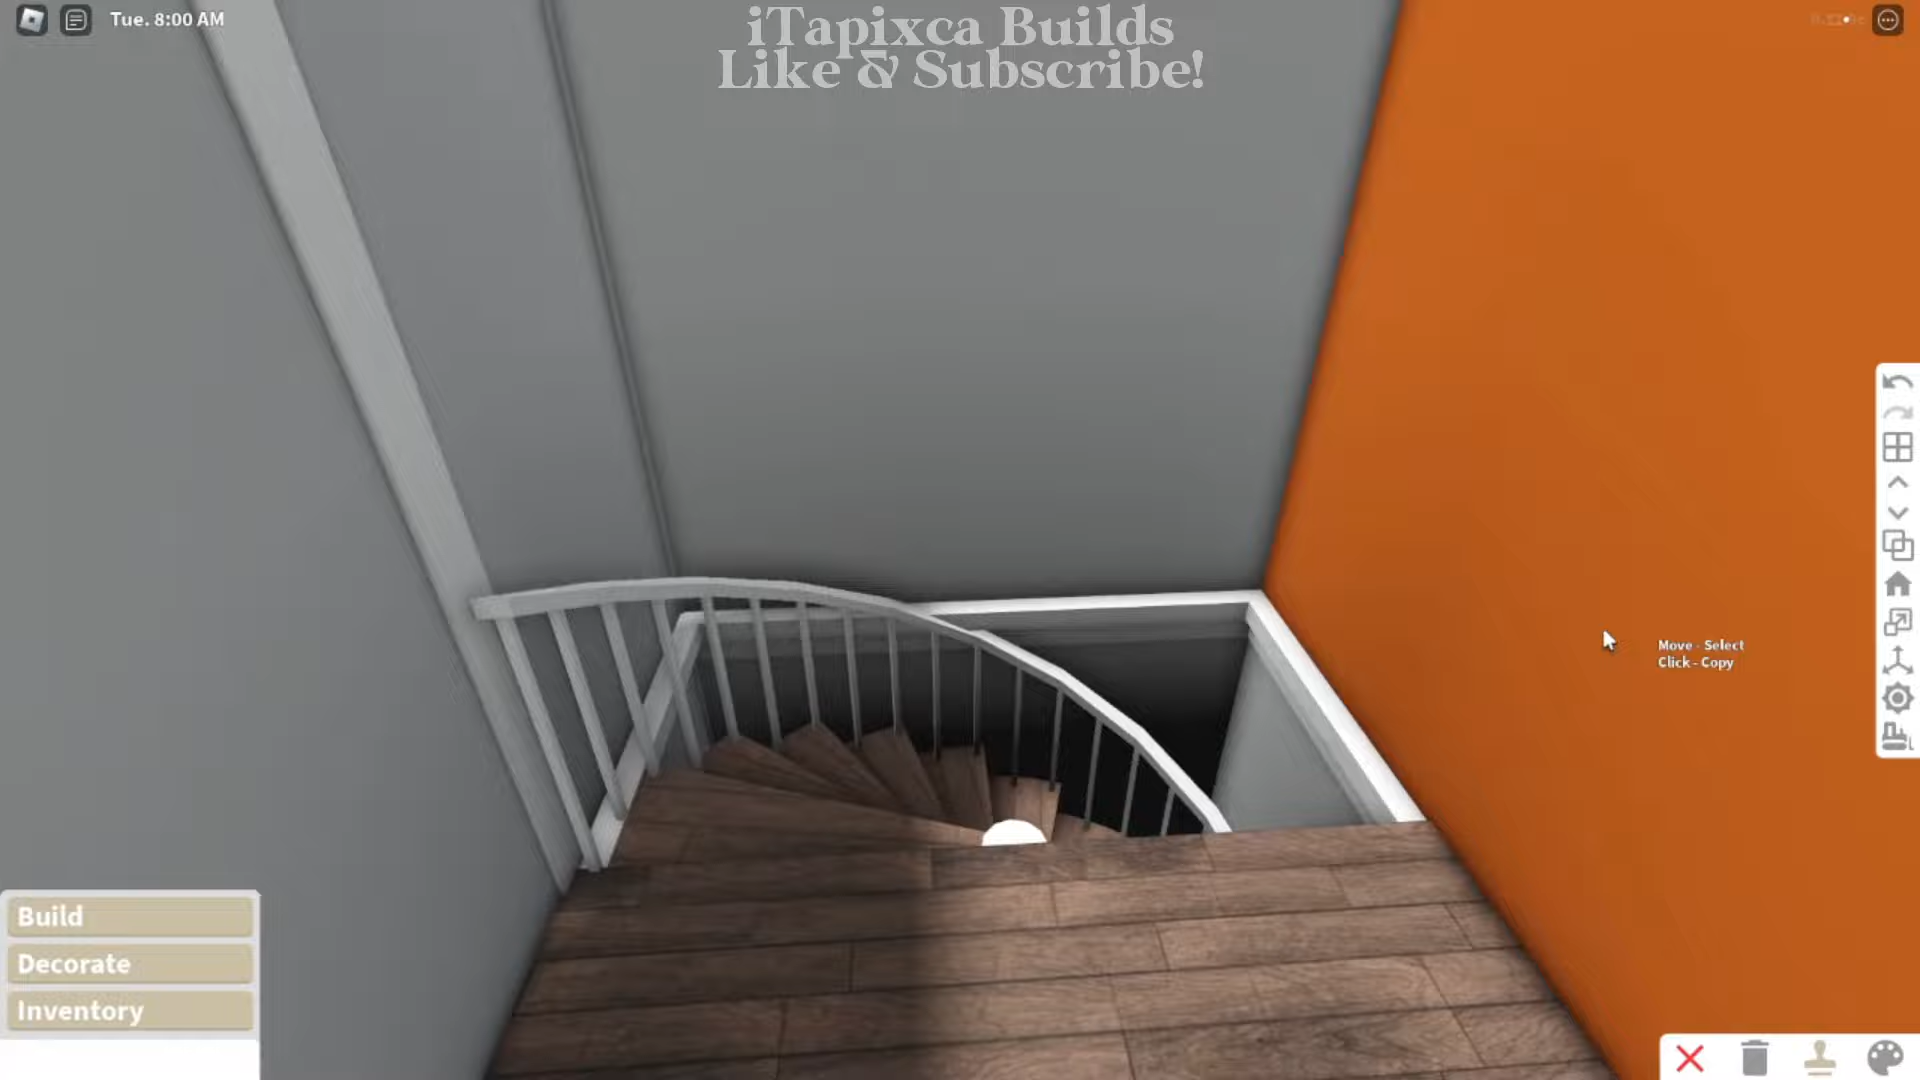 Tue. 8:00 AM
iTapixca Builds
Like & Subscribe!
Move - Select
Click - Copy
Build
Decorate
Inventory